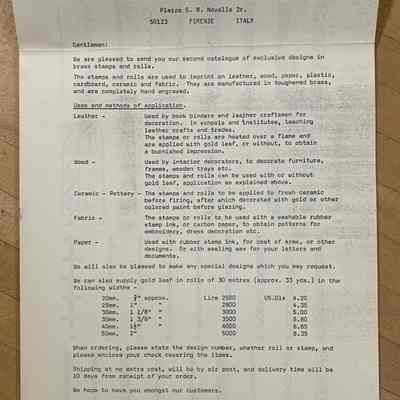 Piazza S. M. Novella 2r.
50123 FIRENZE ITALY
Gentlemen:
We are pleased to send you our second catalogue of exclusive designs in
brass stamps and rolls.
The stamps and rolls are used to imprint on leather, wood, paper, plastic,
cardboard, ceramic and fabric. They are manufactured in toughened brass,
and are completely hand engraved.
Uses and methods of application.
Leather - Used by book binders and leather craftsmen for
decoration. In schools and institutes, teaching
leather crafts and trades.
The stamps or rolls are heated over a flame and
are applied with gold leaf, or without, to obtain
a burnished impression.
Wood - Used by interior decorators, to decorate furniture,
frames, wooden trays etc.
The stamps and rolls can be used with or without
gold leaf, application as explained above.
Ceramic - Pottery - The stamps and rolls to be applied to fresh ceramic
before firing, after which decorated with gold or other
colored paint before glazing.
Fabric - The stamps or rolls to be used with a washable rubber
stamp ink, or carbon paper, to obtain patterns for
embroidery, dress decoration etc.
Paper - Used with rubber stamp ink, for coat of arms, or other
designs. Or with sealing wax for your letters and
documents.
We will also be pleased to make any special designs which you may request.
We can also supply gold leaf in rolls of 30 metres (approx. 33 yds.) in the
following widths -
20mm. ¾" approx. Lire 2500 US.Dls 4.20
25mm. 1" " 2600 4.35
30mm. 1 1/8" " 3000 5.00
35mm. 1 3/8" " 3500 5.80
40mm. 1½" " 4000 6.65
50mm. 2" " 5000 8.35
When ordering, please state the design number, whether roll or stamp, and
please enclose your check covering the items.
Shipping at no extra cost, will be by air post, and delivery time will be
10 days from receipt of your order.
We hope to have you amongst our customers.